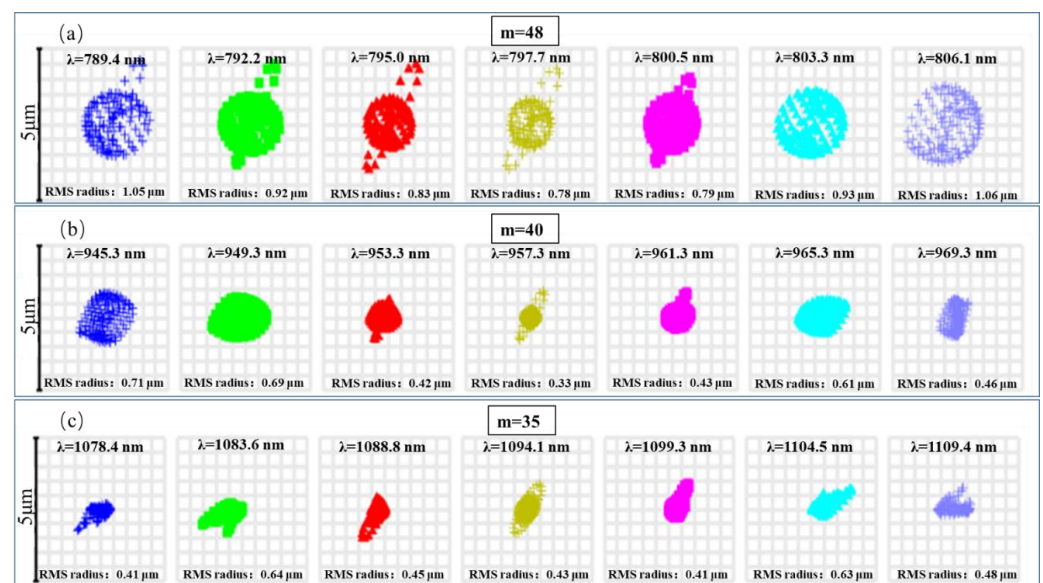 (a)
m=48
λ=789.4 nm
λ=792.2 nm
λ=795.0 nm
λ=797.7 nm
λ=800.5 nm
λ=803.3 nm
λ=806.1 nm
5μm
RMS radius：1.05 μm
RMS radius：0.92 μm
RMS radius：0.83 μm
RMS radius：0.78 μm
RMS radius：0.79 μm
RMS radius：0.93 μm
RMS radius：1.06 μm
(b)
m=40
λ=945.3 nm
λ=949.3 nm
λ=953.3 nm
λ=957.3 nm
λ=961.3 nm
λ=965.3 nm
λ=969.3 nm
5μm
RMS radius：0.71 μm
RMS radius：0.69 μm
RMS radius：0.42 μm
RMS radius：0.33 μm
RMS radius：0.43 μm
RMS radius：0.61 μm
RMS radius：0.46 μm
(c)
m=35
λ=1078.4 nm
λ=1083.6 nm
λ=1088.8 nm
λ=1094.1 nm
λ=1099.3 nm
λ=1104.5 nm
λ=1109.4 nm
5μm
RMS radius：0.41 μm
RMS radius：0.64 μm
RMS radius：0.45 μm
RMS radius：0.43 μm
RMS radius：0.41 μm
RMS radius：0.63 μm
RMS radius：0.48 μm